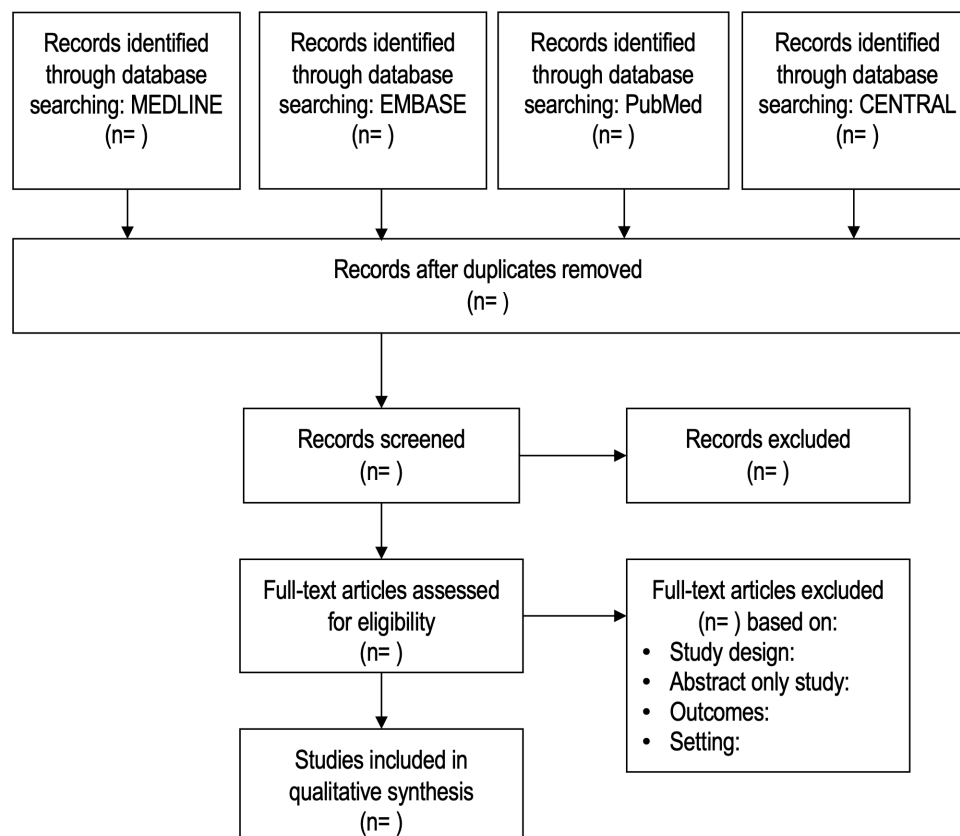 Records identified
through database
searching: MEDLINE
(n= )
Records identified
through database
searching: EMBASE
(n= )
Records identified
through database
searching: PubMed
(n= )
Records identified
through database
searching: CENTRAL
(n= )
Records after duplicates removed
(n= )
Records screened
(n= )
Records excluded
(n= )
Full-text articles assessed
for eligibility
(n= )
Full-text articles excluded
(n= ) based on:
• Study design:
• Abstract only study:
• Outcomes:
• Setting:
Studies included in
qualitative synthesis
(n= )